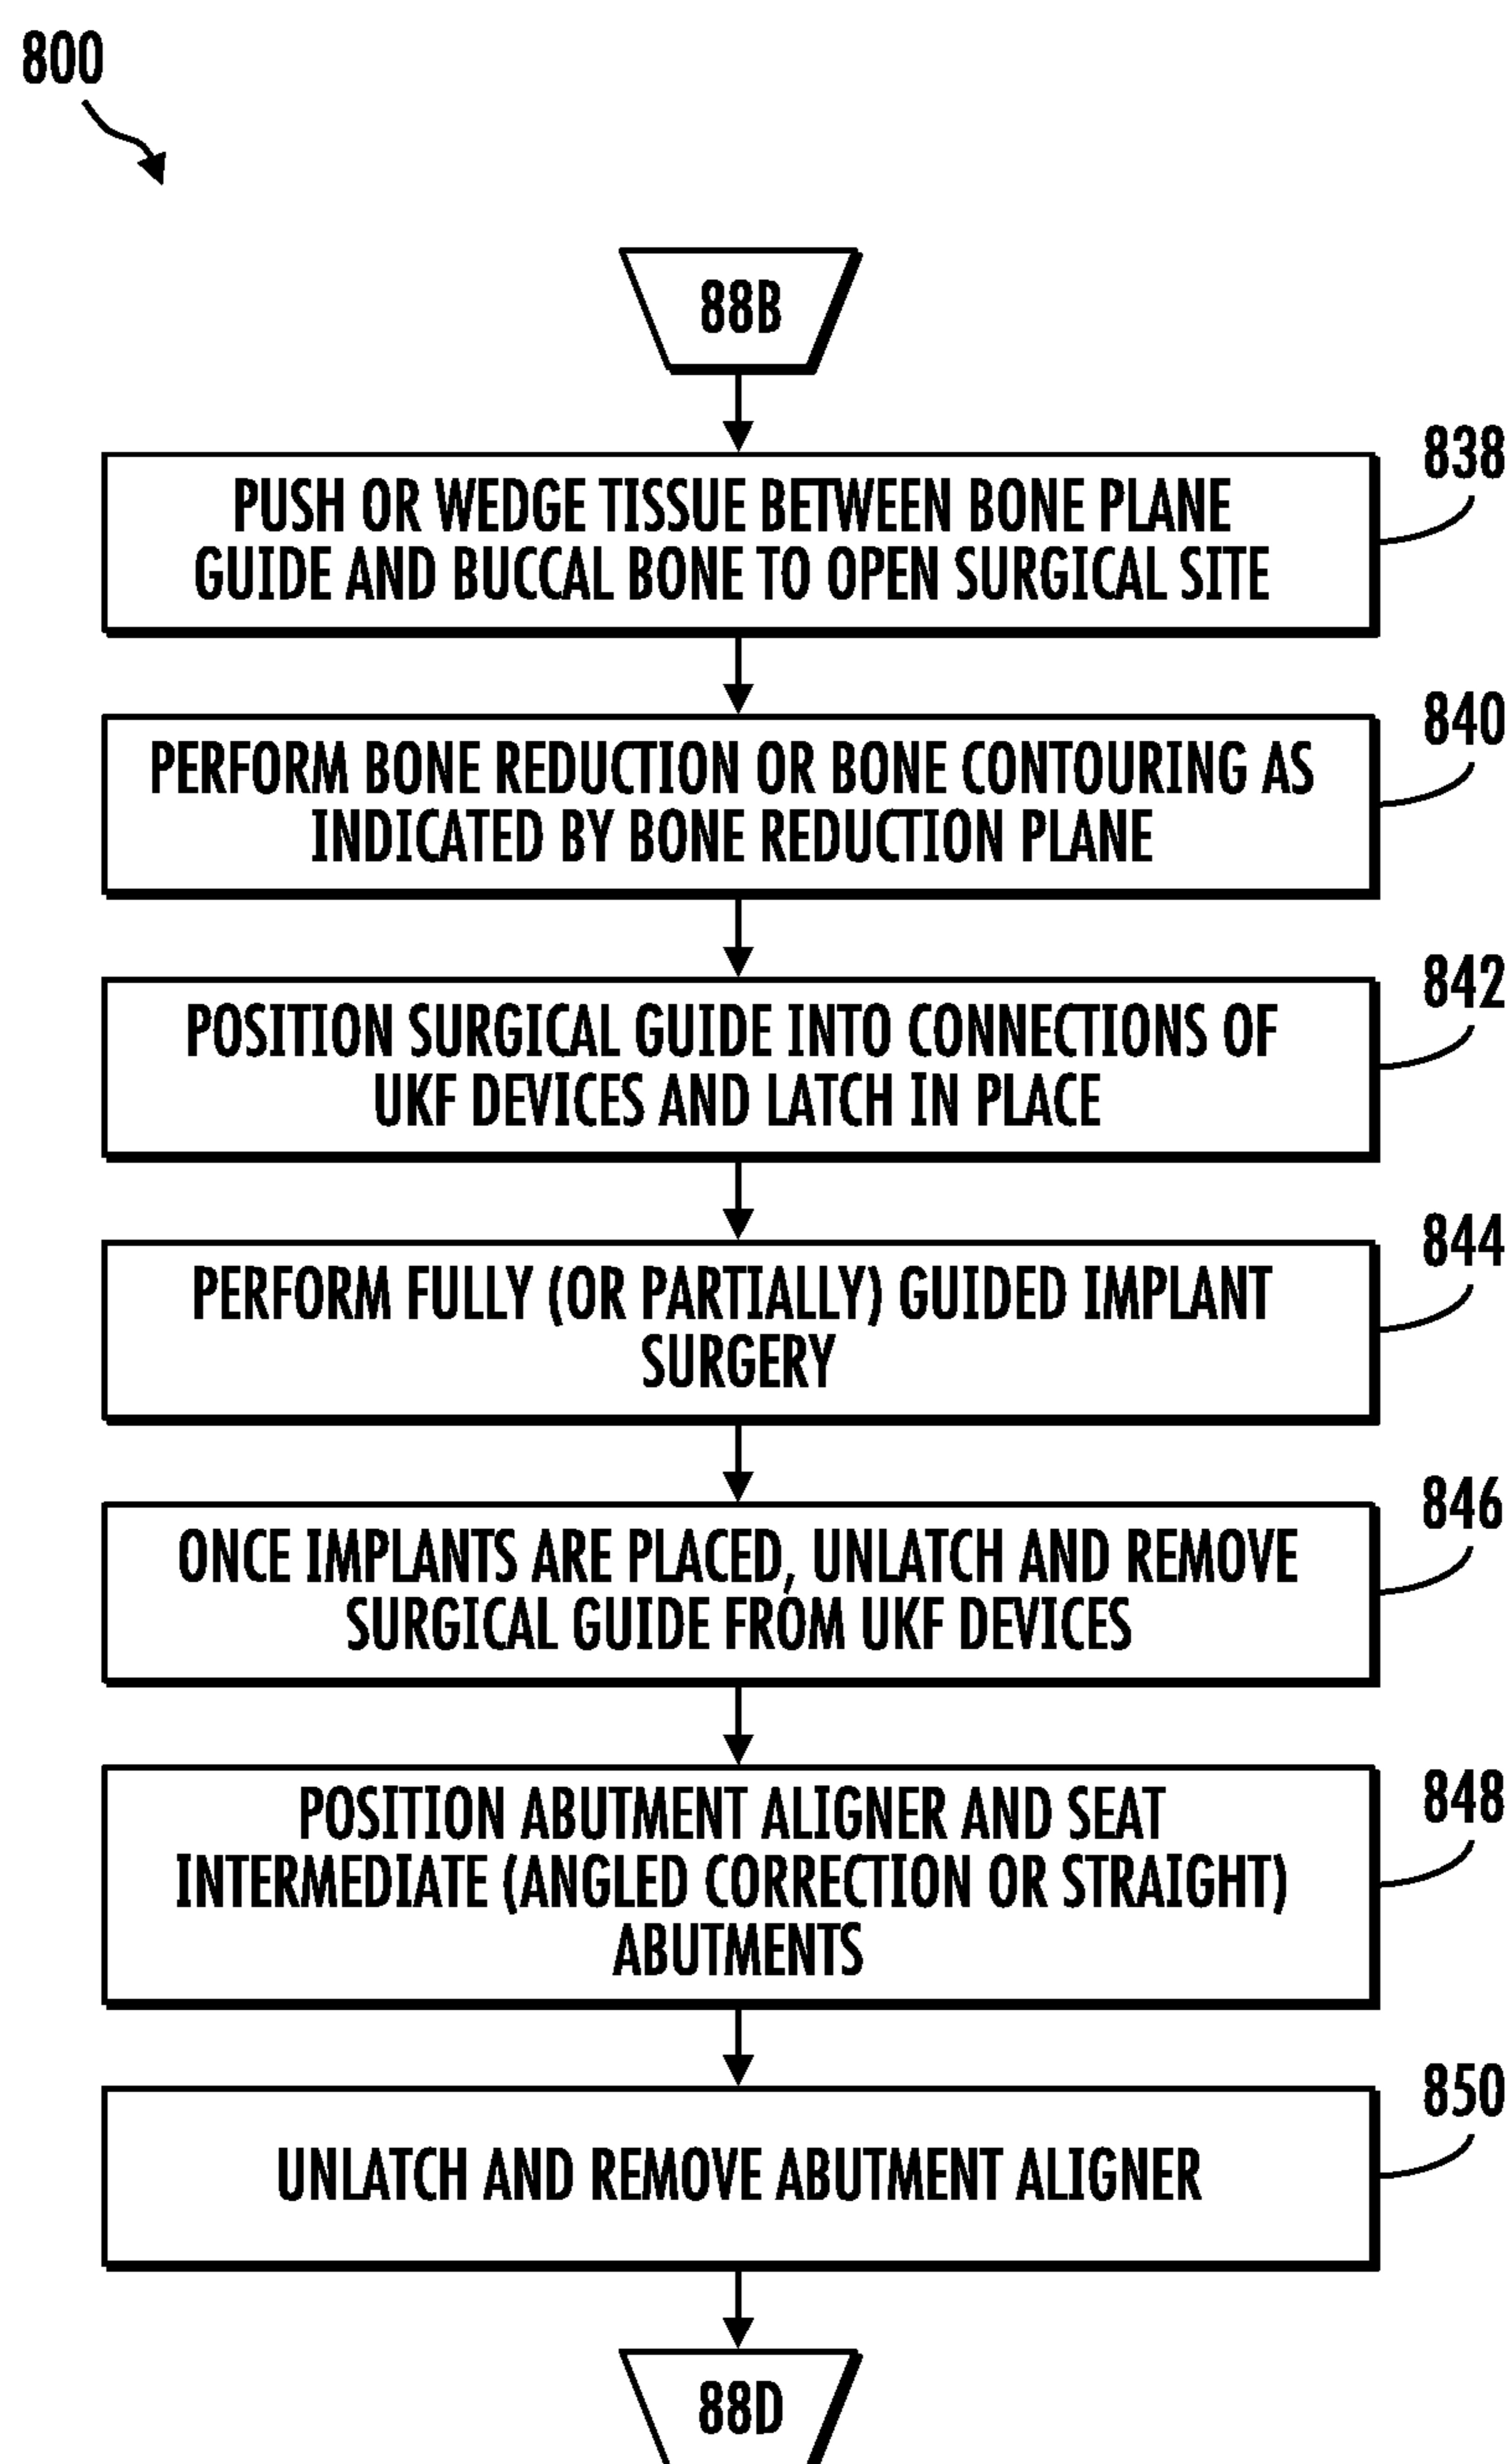 800
88B
838
PUSH OR WEDGE TISSUE BETWEEN BONE PLANE
GUIDE AND BUCCAL BONE TO OPEN SURGICAL SITE
840
PERFORM BONE REDUCTION OR BONE CONTOURING AS
INDICATED BY BONE REDUCTION PLANE
842
POSITION SURGICAL GUIDE INTO CONNECTIONS OF
UKF DEVICES AND LATCH IN PLACE
844
PERFORM FULLY (OR PARTIALLY) GUIDED IMPLANT
SURGERY
846
ONCE IMPLANTS ARE PLACED, UNLATCH AND REMOVE
SURGICAL GUIDE FROM UKF DEVICES
848
POSITION ABUTMENT ALIGNER AND SEAT
INTERMEDIATE (ANGLED CORRECTION OR STRAIGHT)
ABUTMENTS
850
UNLATCH AND REMOVE ABUTMENT ALIGNER
88D